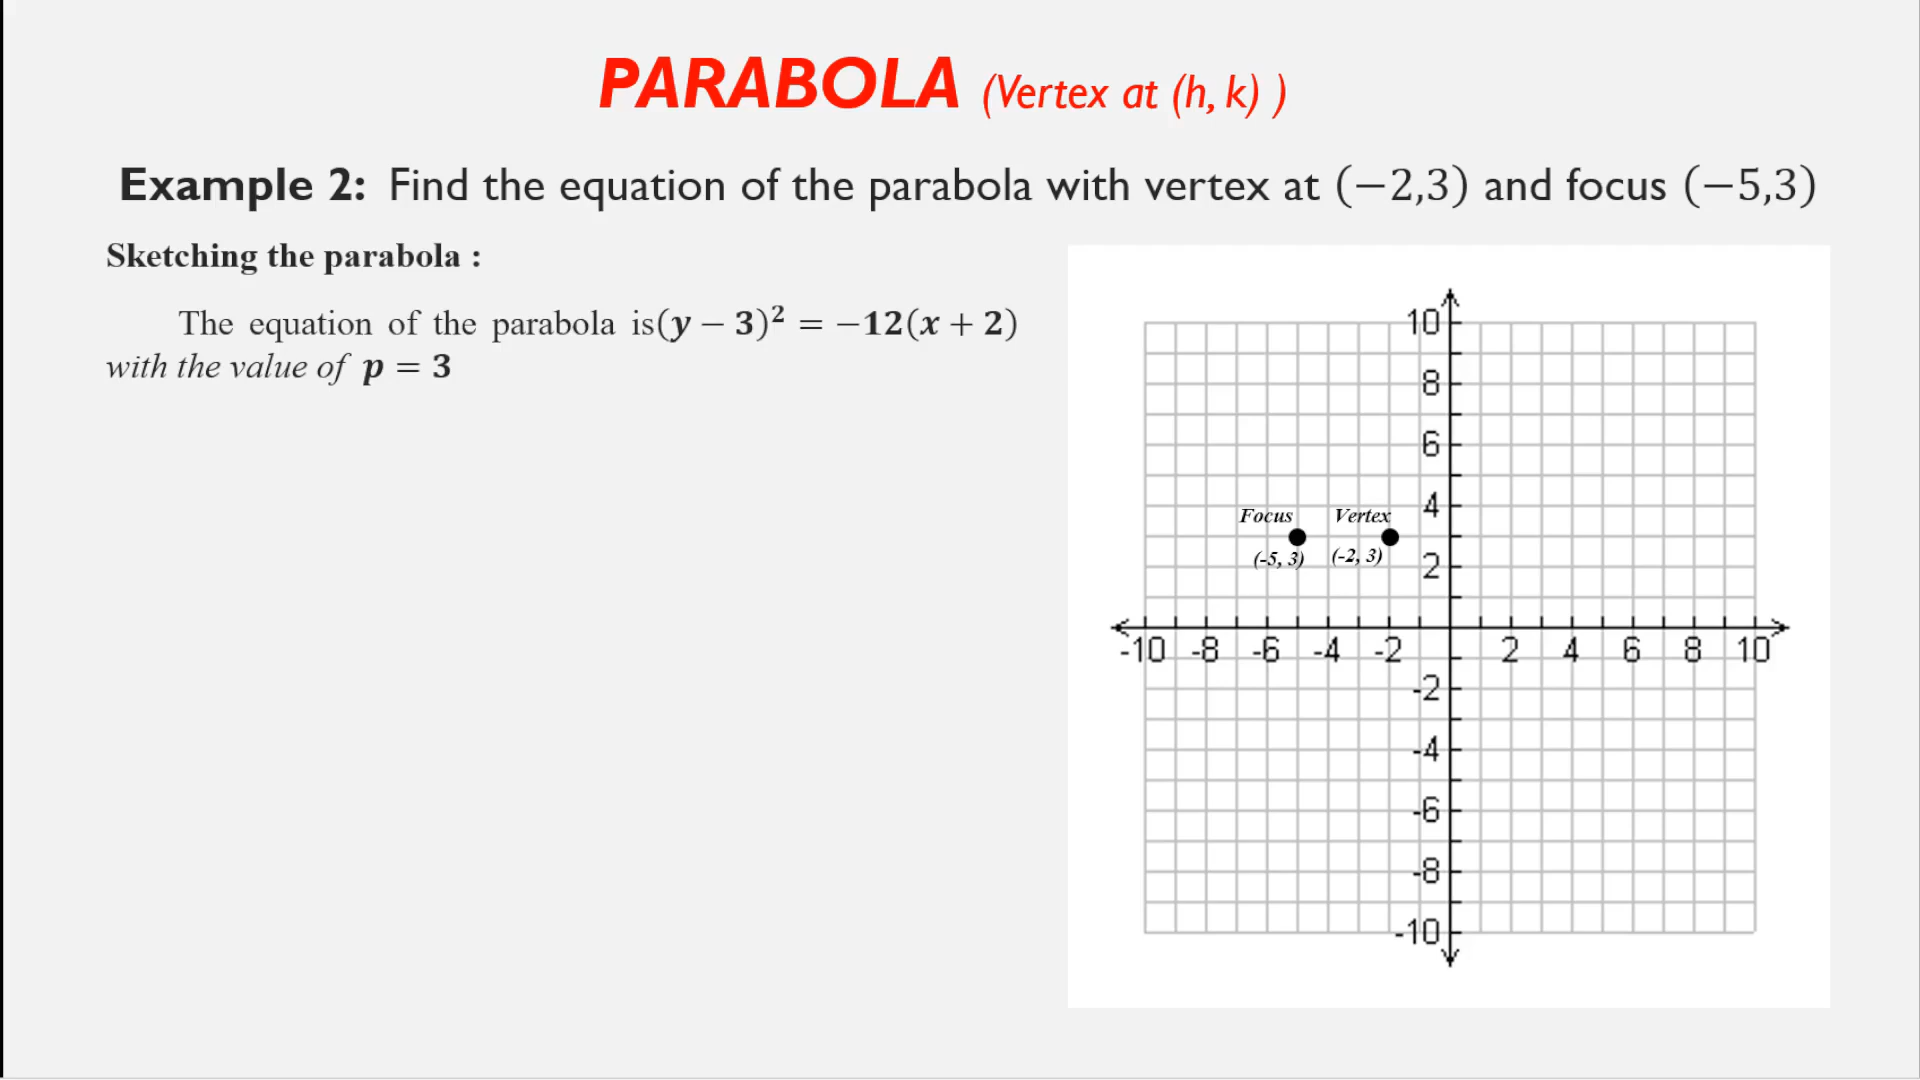 PARABOLA (Vertex at (h, k) )
Example 2: Find the equation of the parabola with vertex at (−2,3) and focus (−5,3)
Sketching the parabola :
The equation of the parabola is(y − 3)² = −12(x + 2)
with the value of p = 3
10
8
6
4
Focus Vertex
(-5, 3) (-2, 3)
2
-10 -8 -6 -4 -2 2 4 6 8 10
-2
-4
-6
-8
-10